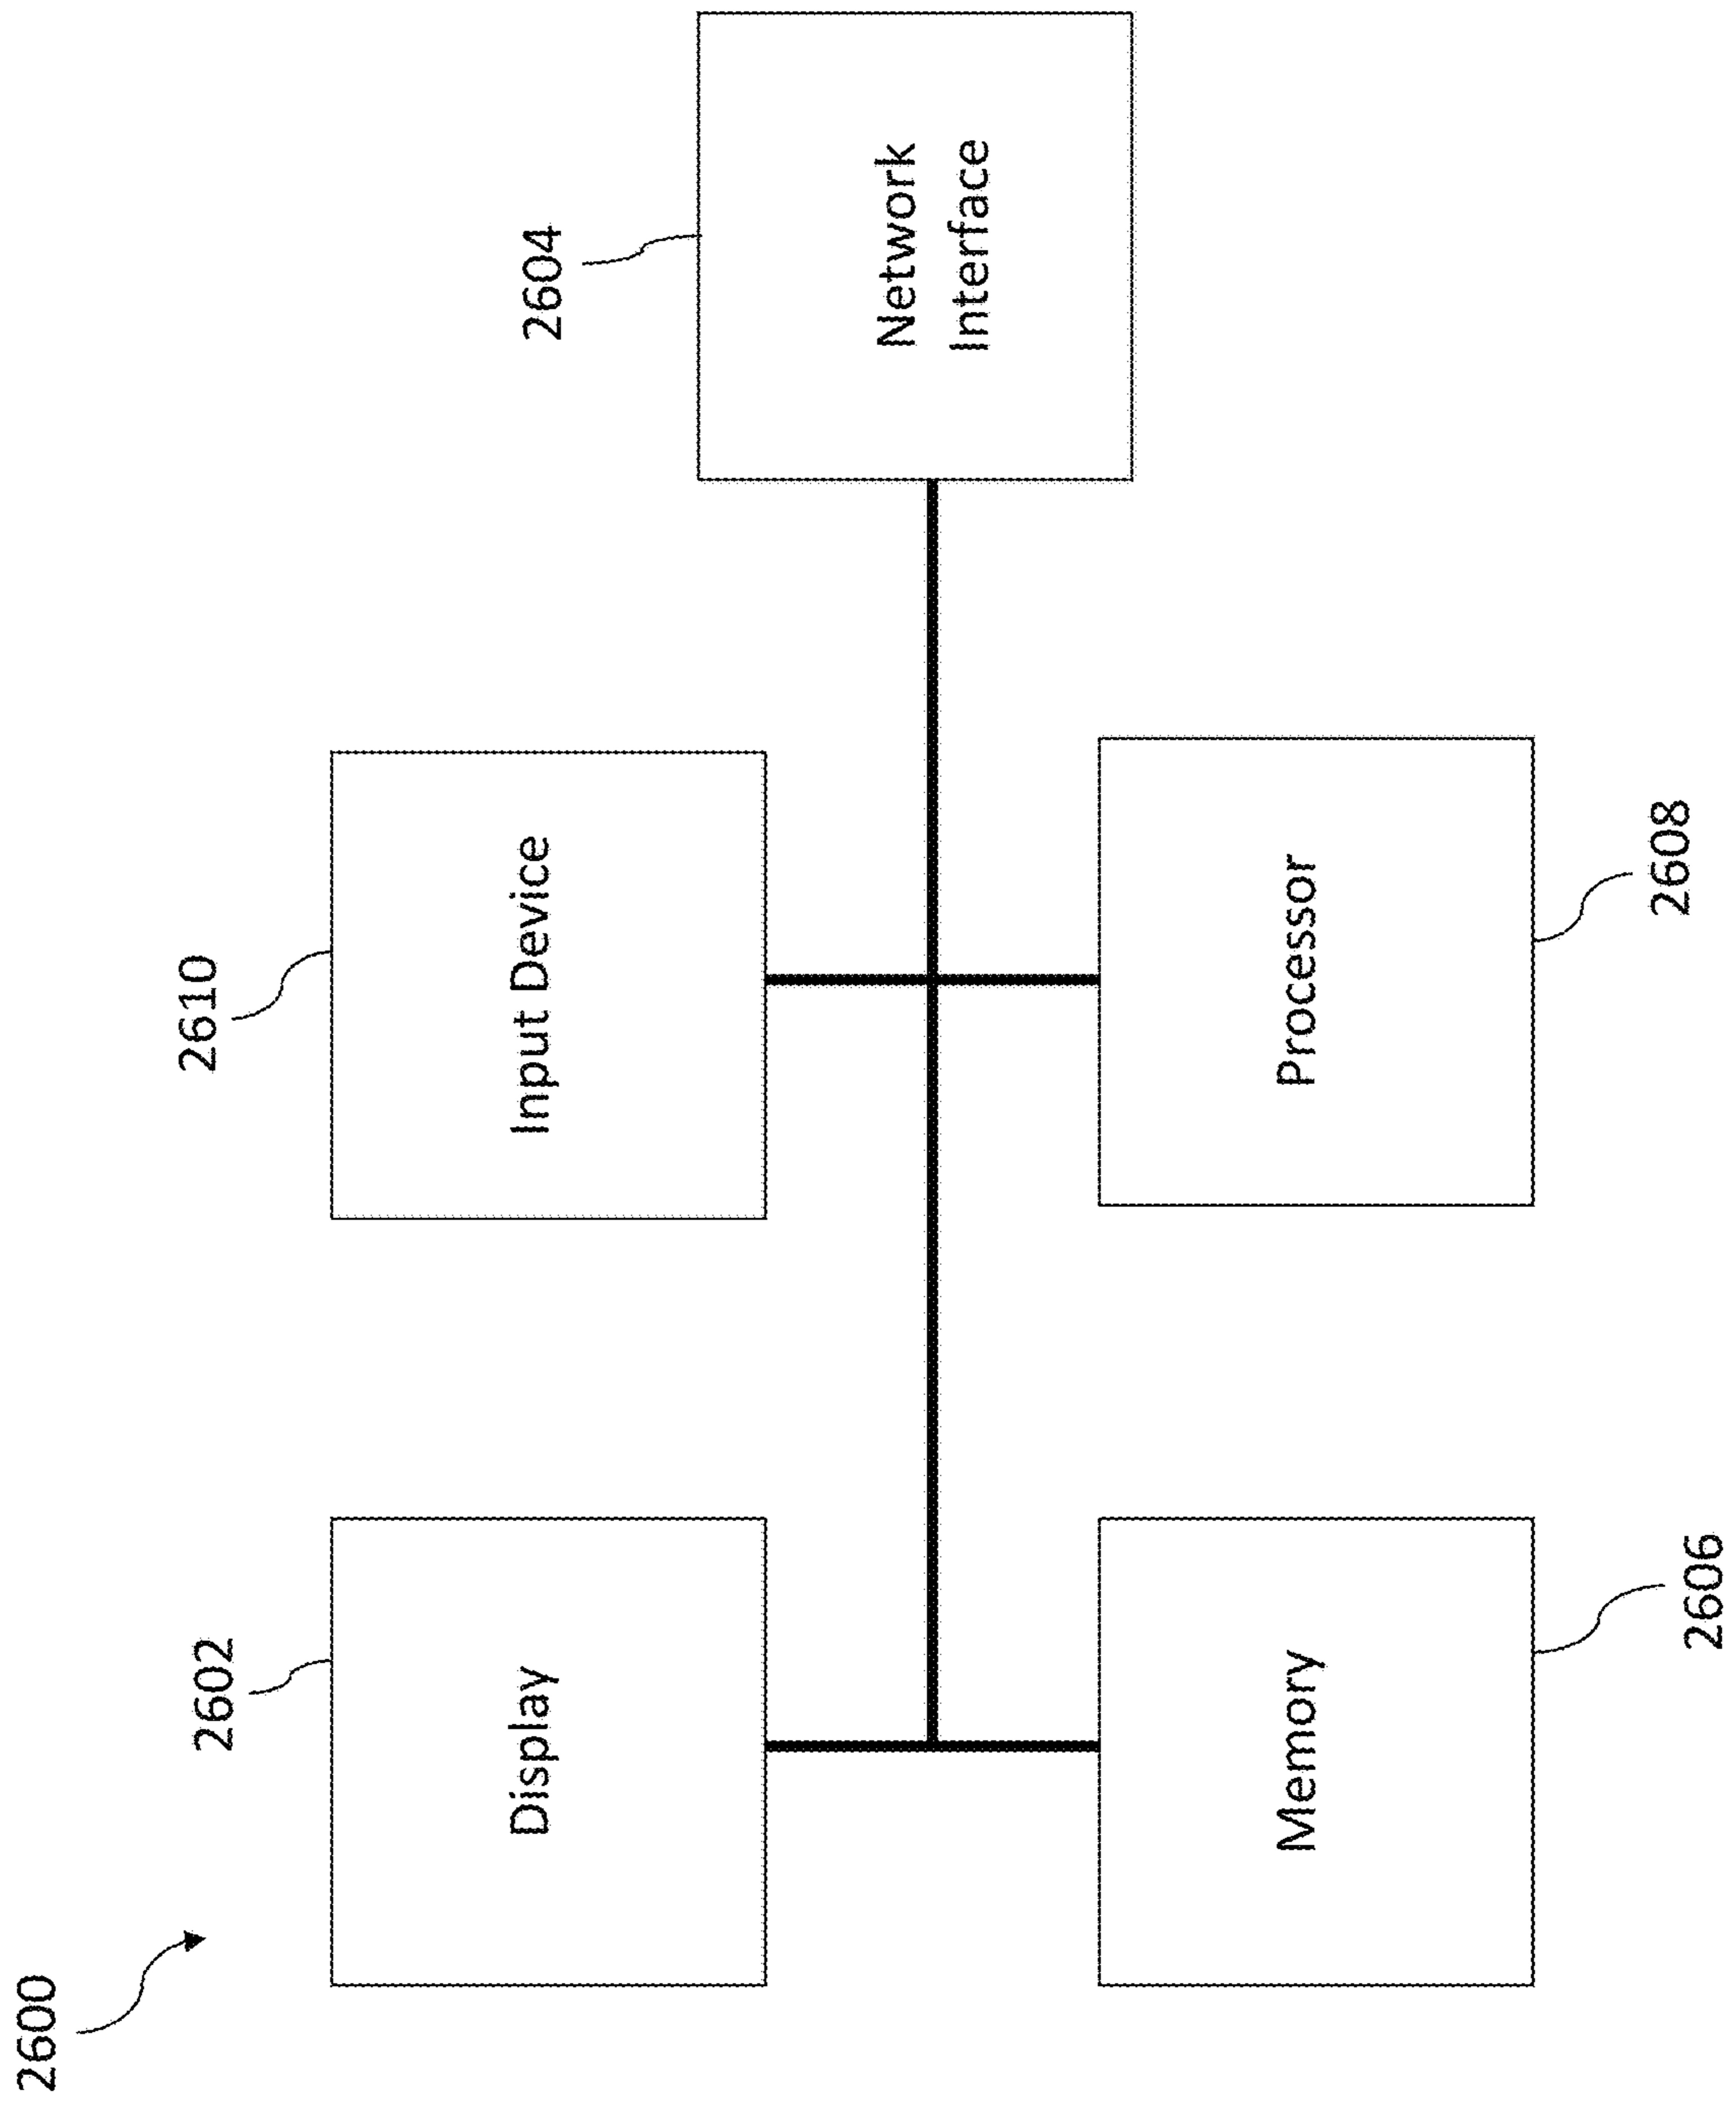 2600
2602
Display
2610
Input Device
2604
Network
Interface
Memory
2606
Processor
2608